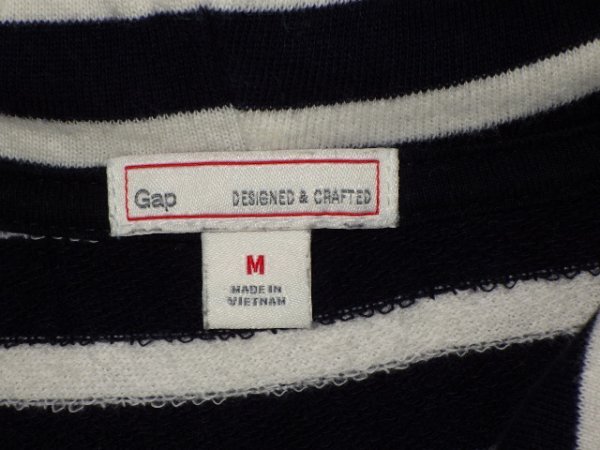 Gap DESIGNED & CRAFTED
M
MADE IN
VIETNAM